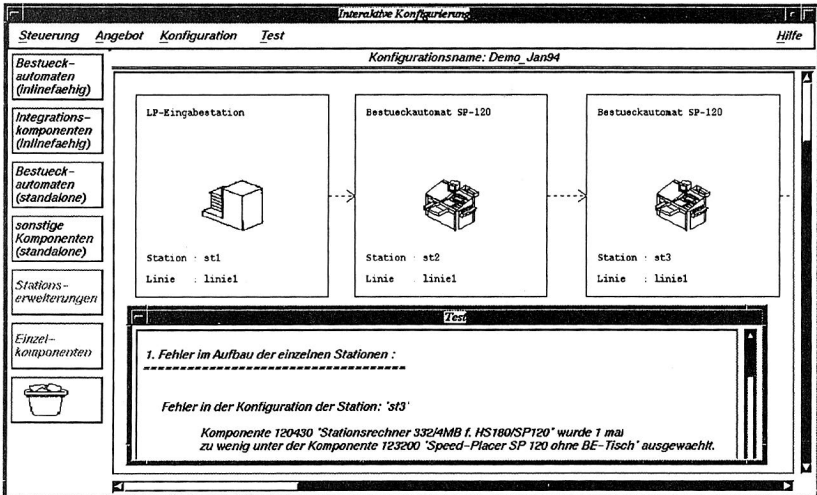 Interaktive Konfigurierung
Steuerung Angebot Konfiguration Test Hilfe
Konfigurationsname: Demo_Jan94
Bestueck-
automaten
(inlinefaehig)
Integrations-
komponenten
(inlinefaehig)
Bestueck-
automaten
(standalone)
sonstige
Komponenten
(standalone)
Stations-
erweiterungen
Einzel-
komponenten
LP-Eingabestation
Station : st1
Linie : linie1
Bestueckautomat SP-120
Station : st2
Linie : linie1
Bestueckautomat SP-120
Station : st3
Linie : linie1
Test
1. Fehler im Aufbau der einzelnen Stationen :
Fehler in der Konfiguration der Station: 'st3'
Komponente 120430 "Stationsrechner 332/4MB f. HS180/SP120" wurde 1 mal
zu wenig unter der Komponente 123200 "Speed-Placer SP 120 ohne BE-Tisch" ausgewaehlt.